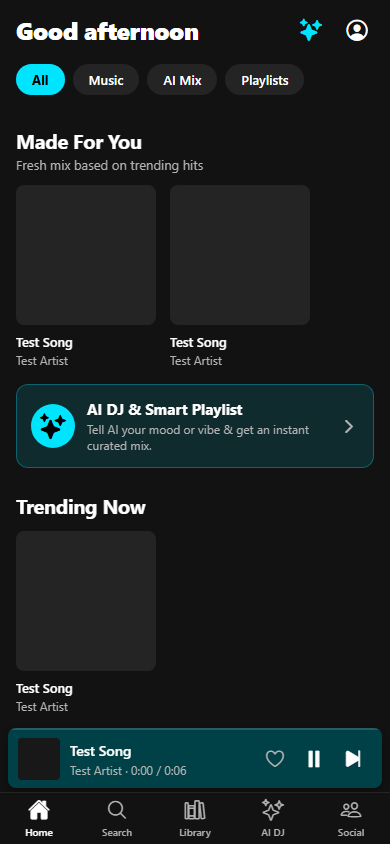 Good afternoon
All
Music
AI Mix
Playlists
Made For You
Fresh mix based on trending hits
Test Song
Test Artist
Test Song
Test Artist
AI DJ & Smart Playlist
Tell AI your mood or vibe & get an instant
curated mix.
Trending Now
Test Song
Test Artist
Test Song
Test Artist · 0:00 / 0:06
Home
Search
Library
AI DJ
Social